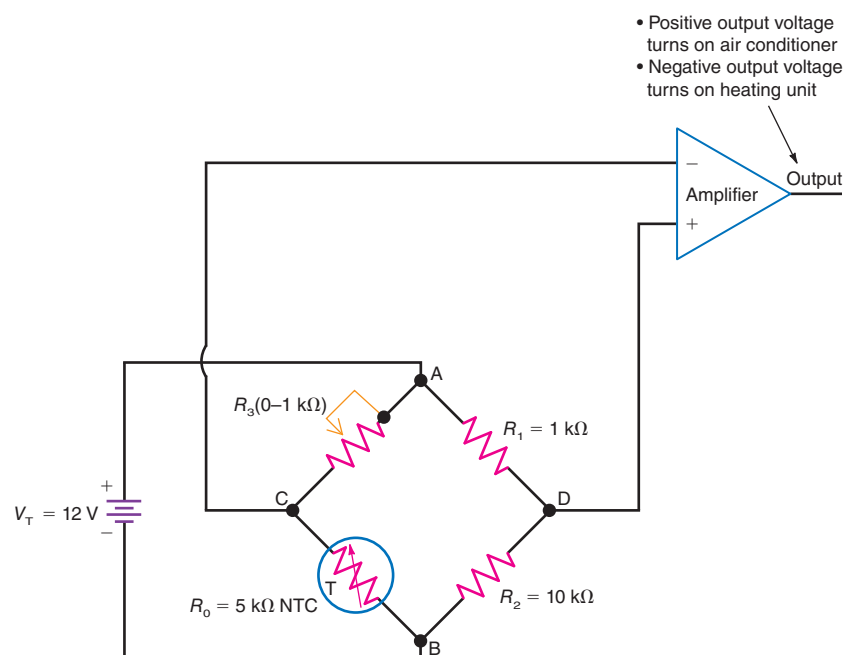 • Positive output voltage
turns on air conditioner
• Negative output voltage
turns on heating unit
−
Amplifier
+
Output
A
R₃(0–1 kΩ)
R₁ = 1 kΩ
C
D
+
V_T = 12 V
−
T
R₀ = 5 kΩ NTC
R₂ = 10 kΩ
B